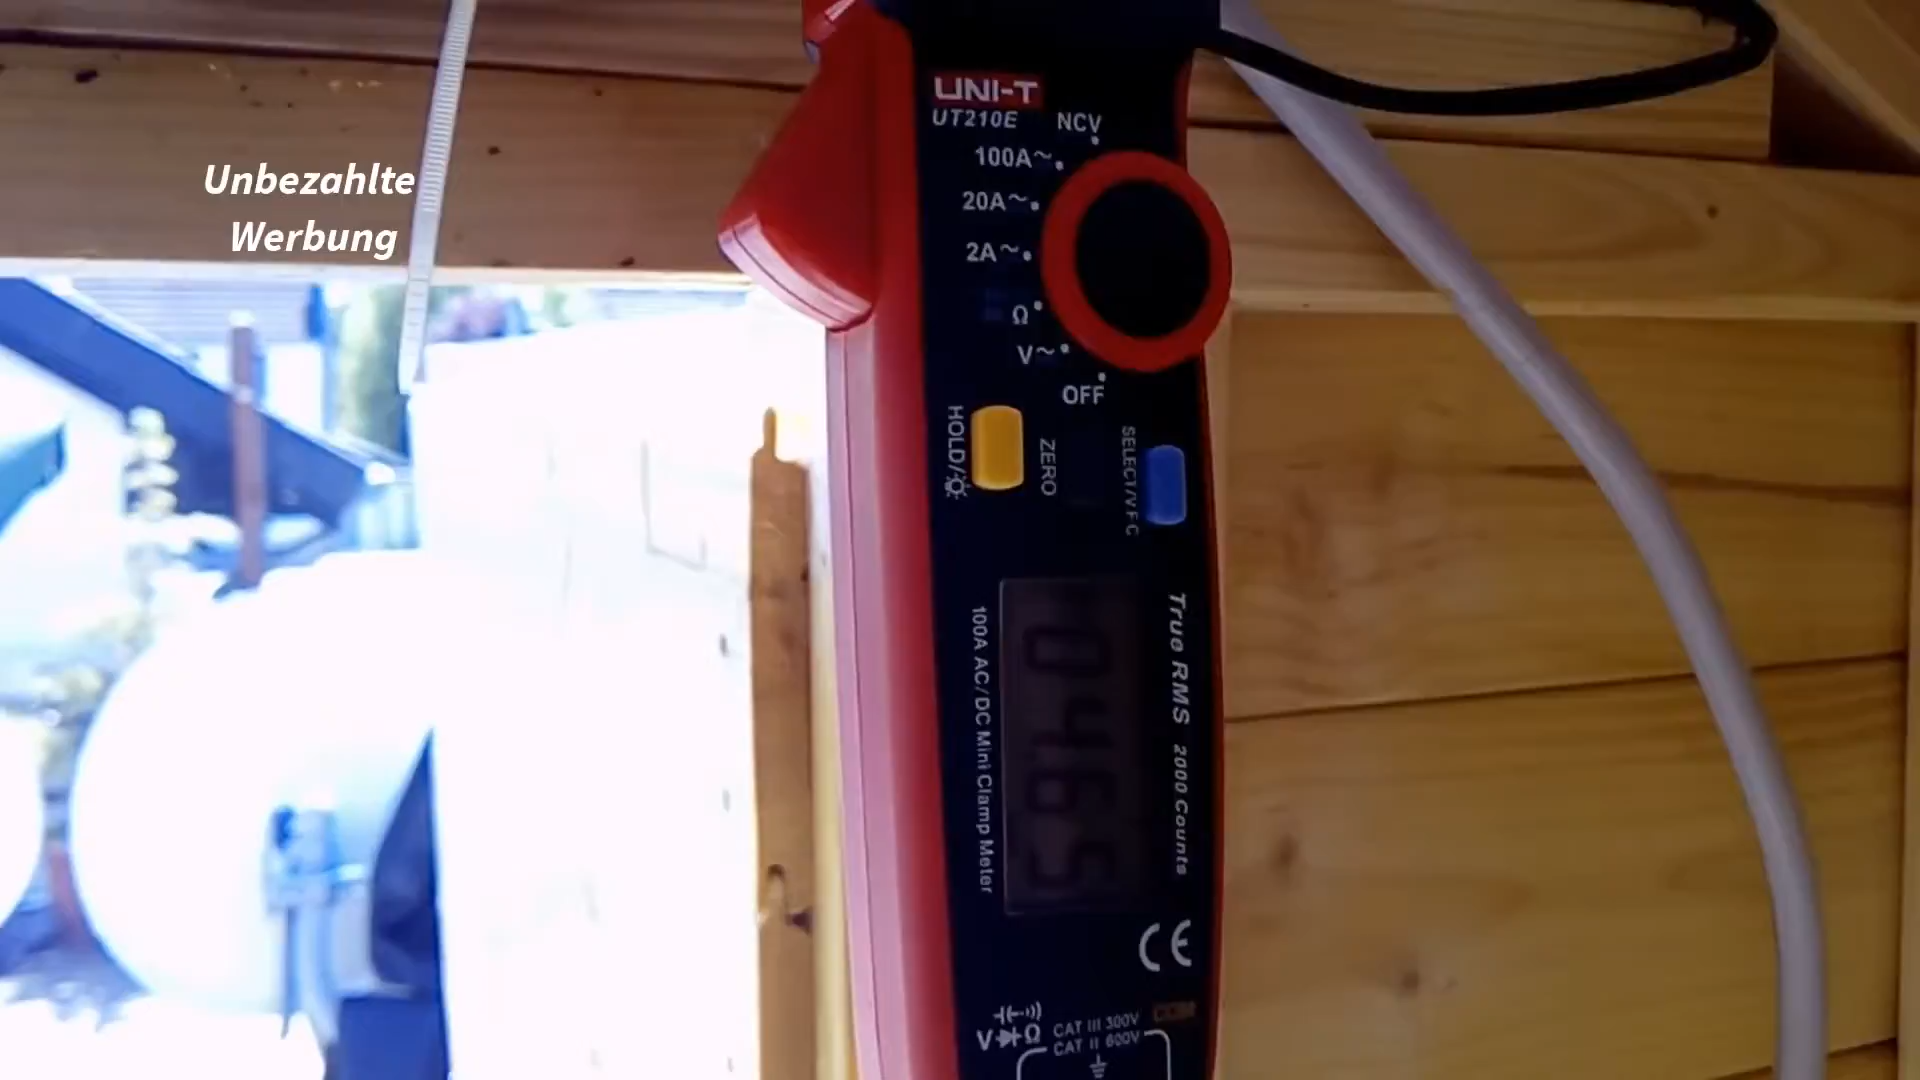 Unbezahlte
Werbung
UNI-T
UT210E
NCV
100A~
20A~
2A~
Ω
V~
OFF
HOLD/
ZERO
SELECT/V F C
100A AC/DC Mini Clamp Meter
True RMS 2000 Counts
CE
V Ω
COM
CAT III 300V
CAT II 600V